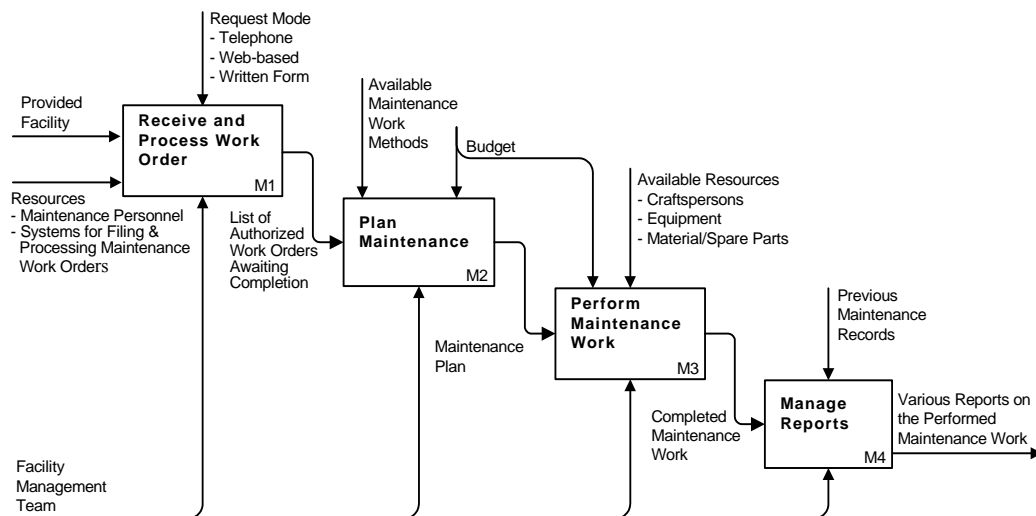 Request Mode
- Telephone
- Web-based
- Written Form
Provided
Facility
Receive and
Process Work
Order
M1
Resources
- Maintenance Personnel
- Systems for Filing &
Processing Maintenance
Work Orders
Available
Maintenance
Work
Methods
Budget
List of
Authorized
Work Orders
Awaiting
Completion
Plan
Maintenance
M2
Available Resources
- Craftspersons
- Equipment
- Material/Spare Parts
Maintenance
Plan
Perform
Maintenance
Work
M3
Previous
Maintenance
Records
Completed
Maintenance
Work
Manage
Reports
M4
Various Reports on
the Performed
Maintenance Work
Facility
Management
Team